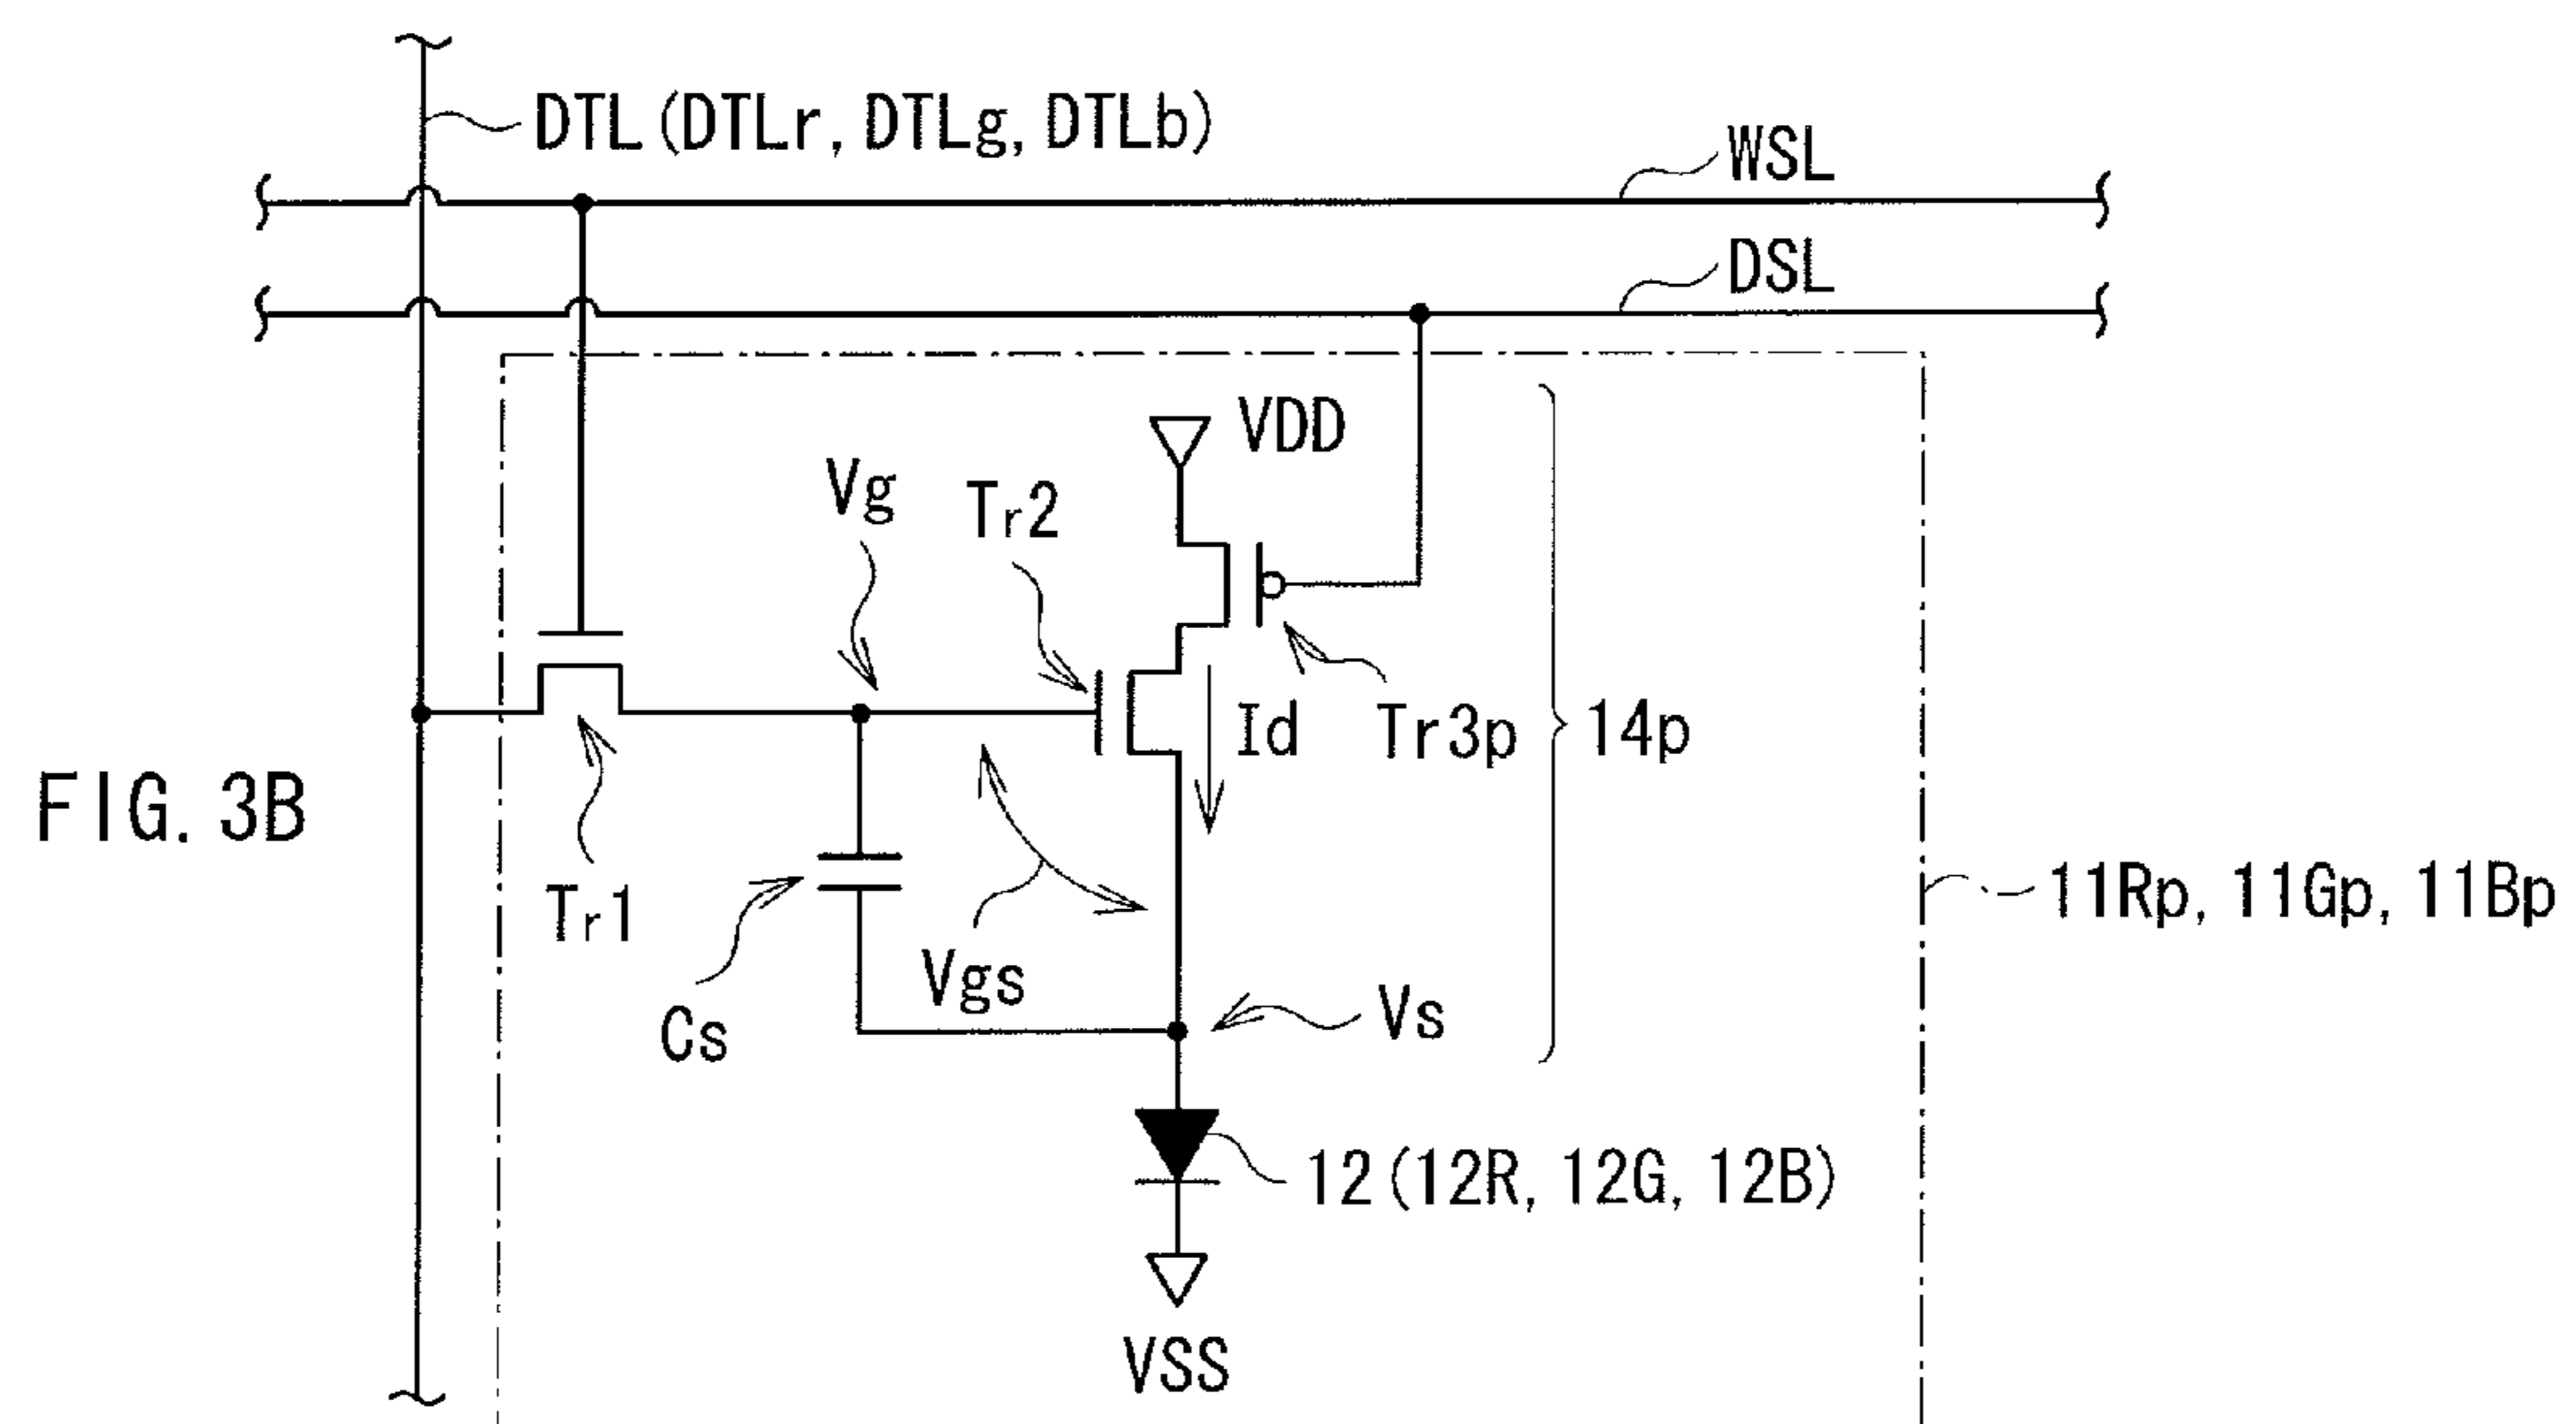 DTL(DTLr, DTLg, DTLb)
WSL
DSL
VDD
Vg
Tr2
Id
Tr3p
14p
FIG. 3B
Tr1
11Rp, 11Gp, 11Bp
Vgs
Cs
Vs
12(12R, 12G, 12B)
VSS